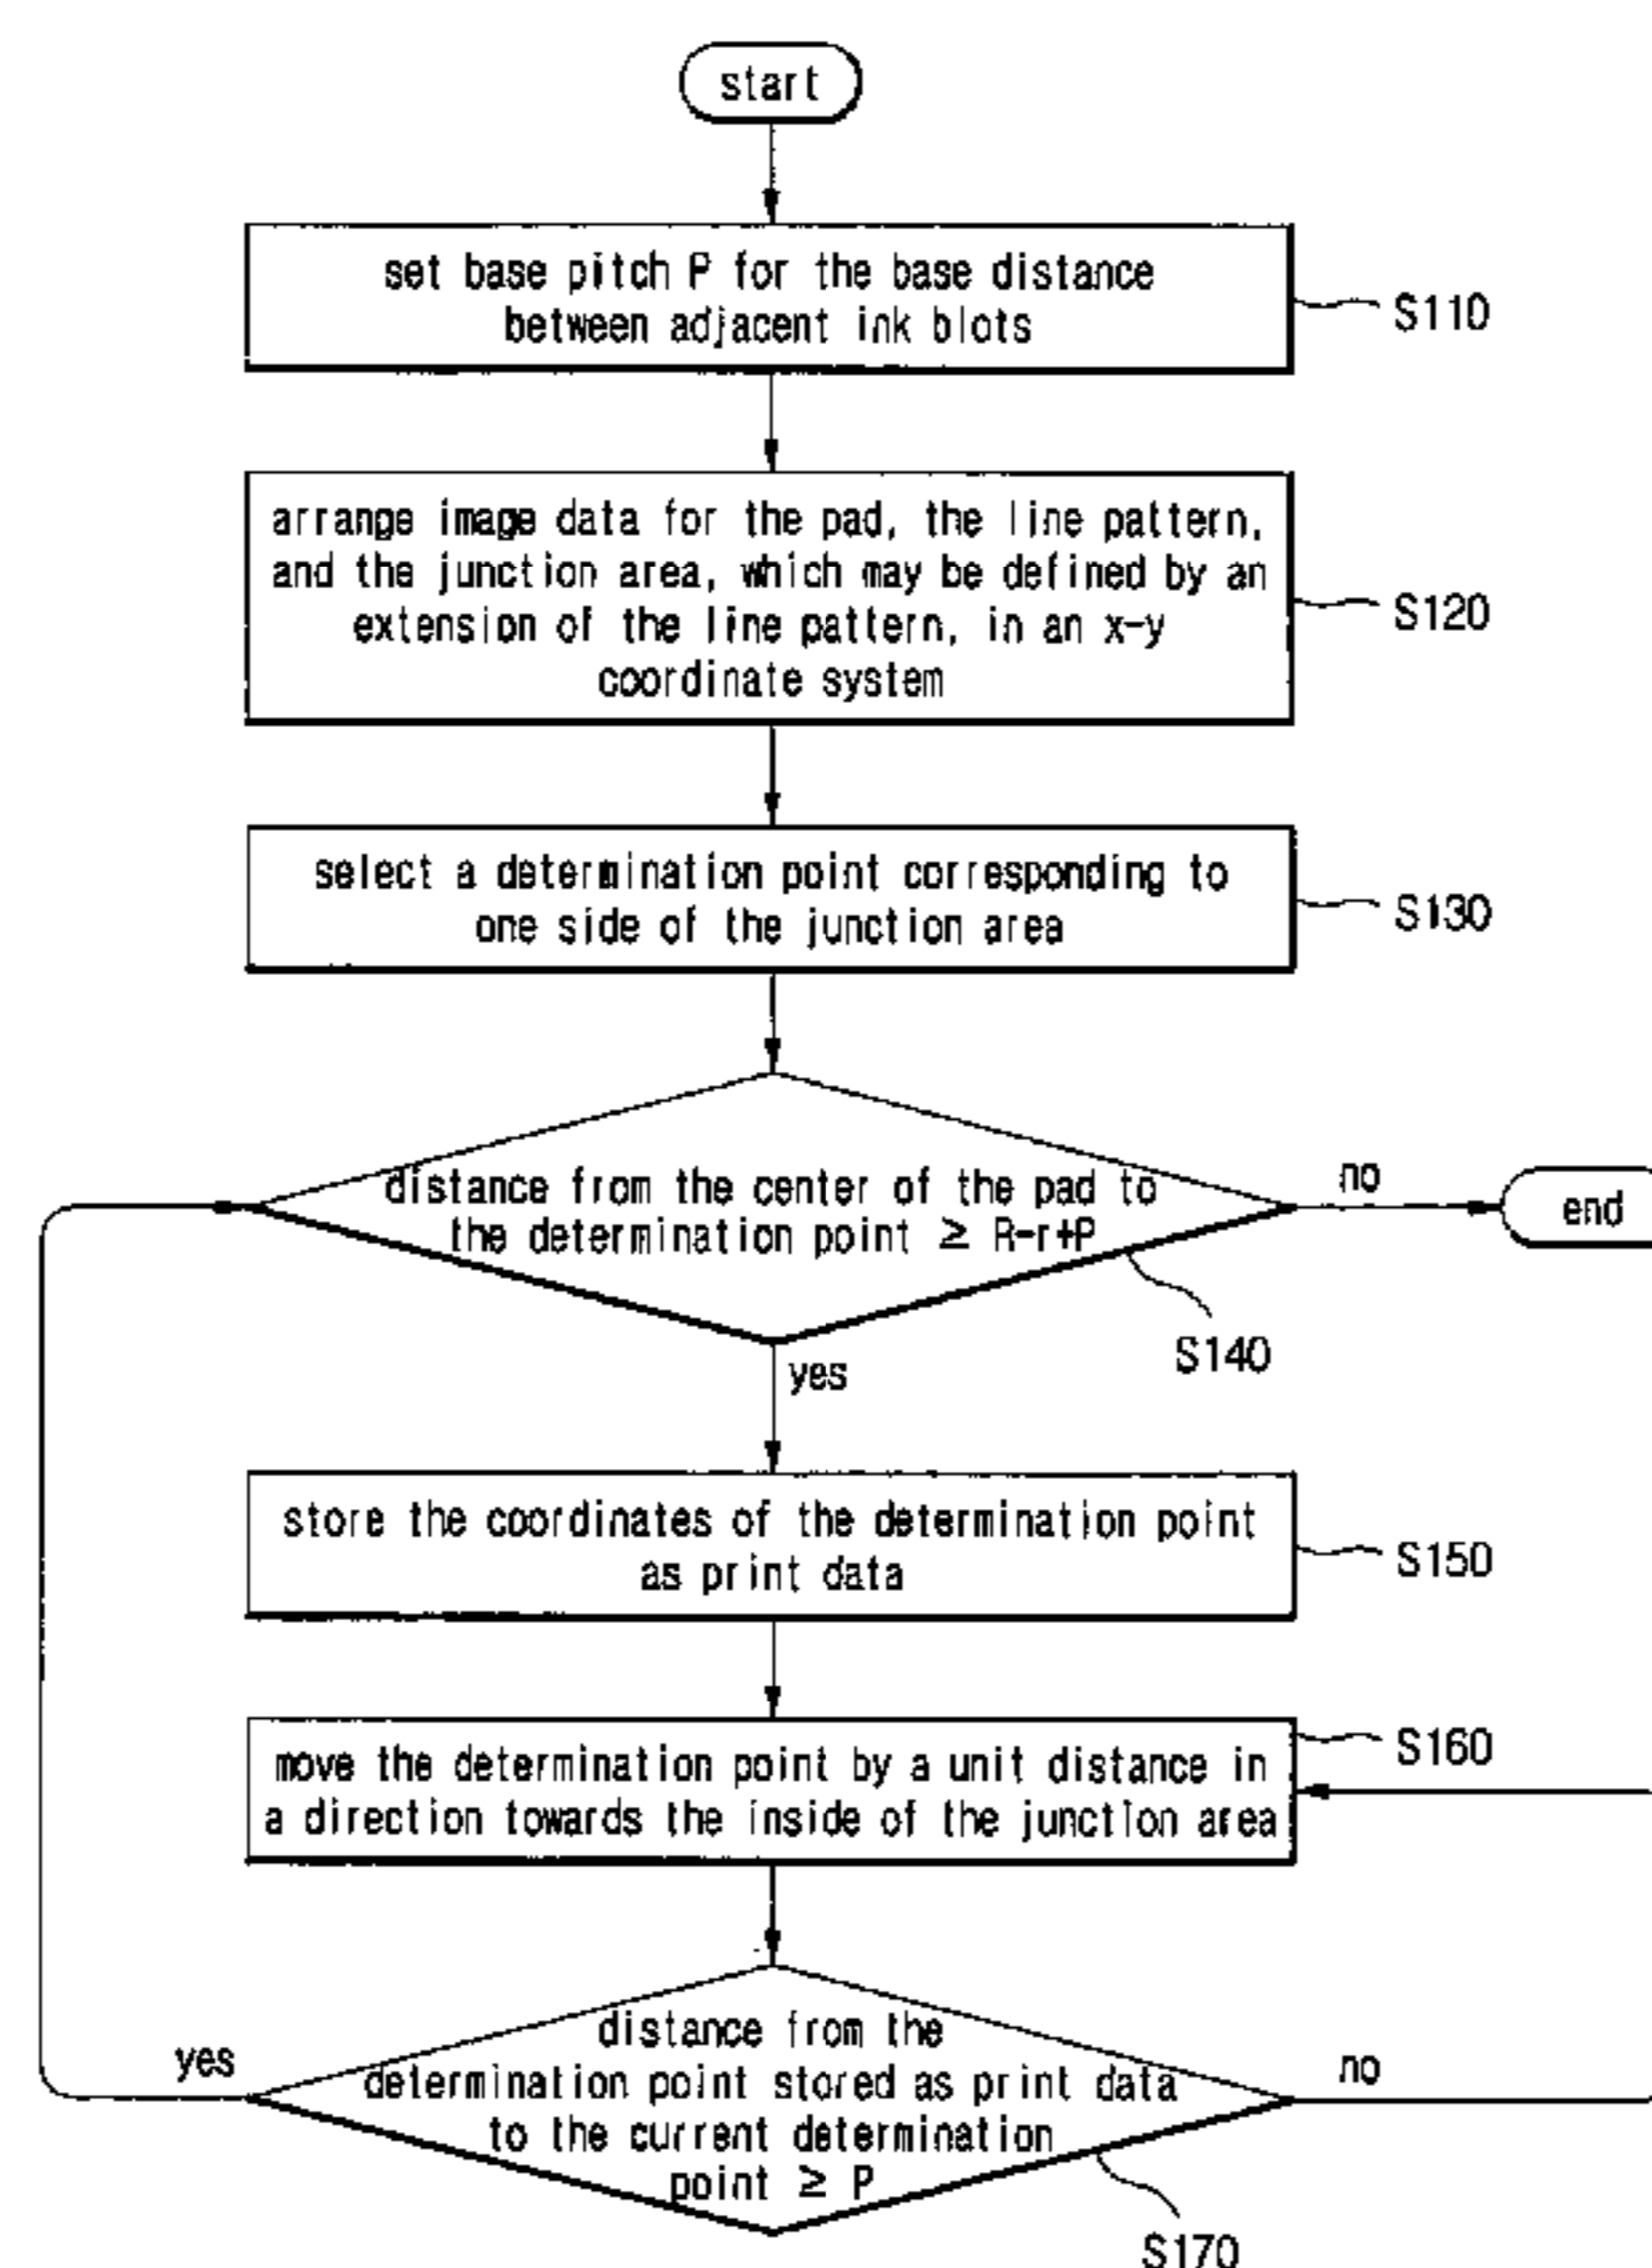 start
set base pitch P for the base distance
between adjacent ink blots
S110
arrange image data for the pad, the line pattern,
and the junction area, which may be defined by an
extension of the line pattern, in an x-y
coordinate system
S120
select a determination point corresponding to
one side of the junction area
S130
distance from the center of the pad to
the determination point ≥ R-r+P
no
end
S140
yes
store the coordinates of the determination point
as print data
S150
move the determination point by a unit distance in
a direction towards the inside of the junction area
S160
distance from the
determination point stored as print data
to the current determination
point ≥ P
yes
no
S170